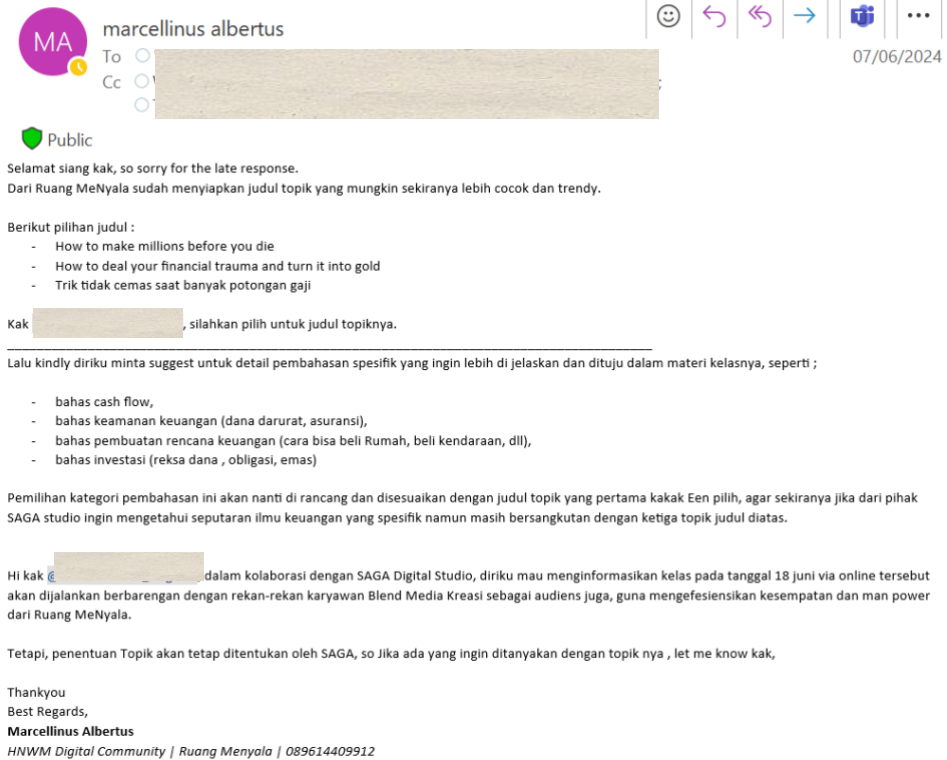 MA
marcellinus albertus
To
Cc
07/06/2024
Public
Selamat siang kak, so sorry for the late response.
Dari Ruang MeNyala sudah menyiapkan judul topik yang mungkin sekiranya lebih cocok dan trendy.
Berikut pilihan judul :
- How to make millions before you die
- How to deal your financial trauma and turn it into gold
- Trik tidak cemas saat banyak potongan gaji
Kak , silahkan pilih untuk judul topiknya.
Lalu kindly diriku minta suggest untuk detail pembahasan spesifik yang ingin lebih di jelaskan dan dituju dalam materi kelasnya, seperti ;
- bahas cash flow,
- bahas keamanan keuangan (dana darurat, asuransi),
- bahas pembuatan rencana keuangan (cara bisa beli Rumah, beli kendaraan, dll),
- bahas investasi (reksa dana , obligasi, emas)
Pemilihan kategori pembahasan ini akan nanti di rancang dan disesuaikan dengan judul topik yang pertama kakak Een pilih, agar sekiranya jika dari pihak
SAGA studio ingin mengetahui seputaran ilmu keuangan yang spesifik namun masih bersangkutan dengan ketiga topik judul diatas.
Hi kak @ dalam kolaborasi dengan SAGA Digital Studio, diriku mau menginformasikan kelas pada tanggal 18 juni via online tersebut
akan dijalankan berbarengan dengan rekan-rekan karyawan Blend Media Kreasi sebagai audiens juga, guna mengefesiensikan kesempatan dan man power
dari Ruang MeNyala.
Tetapi, penentuan Topik akan tetap ditentukan oleh SAGA, so Jika ada yang ingin ditanyakan dengan topik nya , let me know kak,
Thankyou
Best Regards,
Marcellinus Albertus
HNWM Digital Community | Ruang Menyala | 089614409912